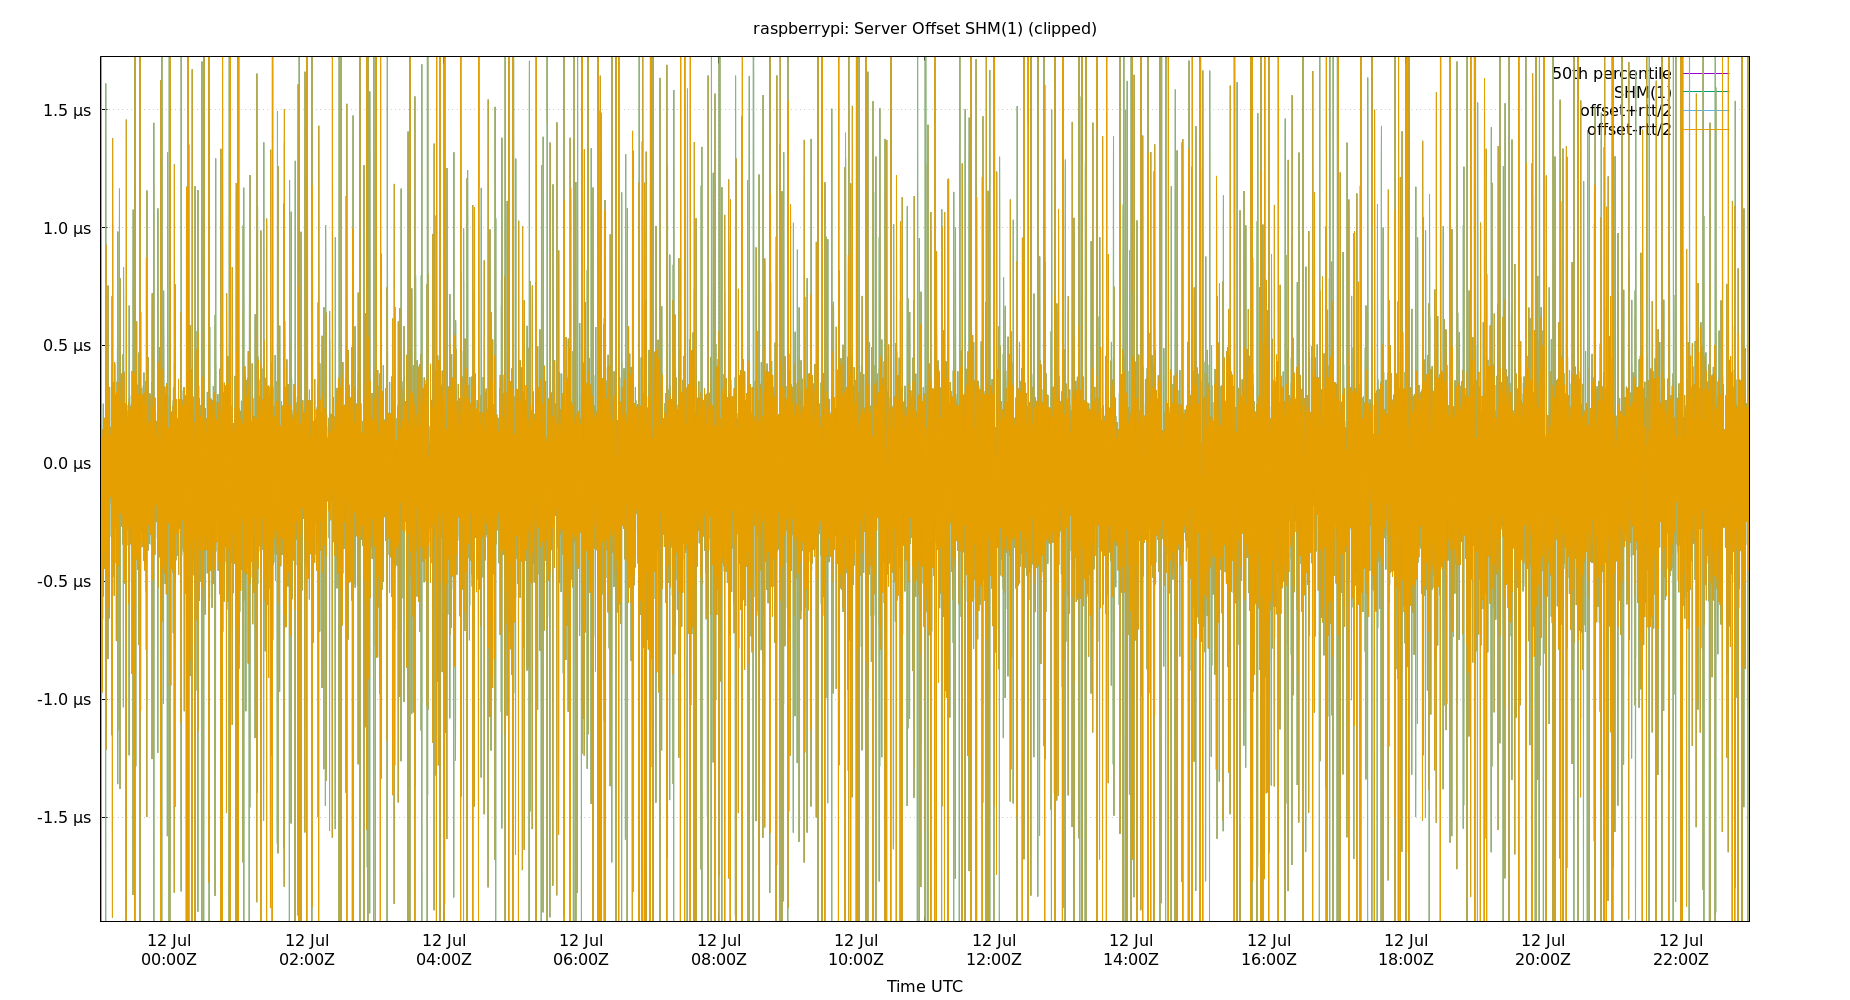 raspberrypi: Server Offset SHM(1) (clipped)
50th percentile
SHM(1)
offset+rtt/2
offset-rtt/2
1.5 µs
1.0 µs
0.5 µs
0.0 µs
-0.5 µs
-1.0 µs
-1.5 µs
12 Jul 12 Jul 12 Jul 12 Jul 12 Jul 12 Jul 12 Jul 12 Jul 12 Jul 12 Jul 12 Jul 12 Jul
00:00Z 02:00Z 04:00Z 06:00Z 08:00Z 10:00Z 12:00Z 14:00Z 16:00Z 18:00Z 20:00Z 22:00Z
Time UTC